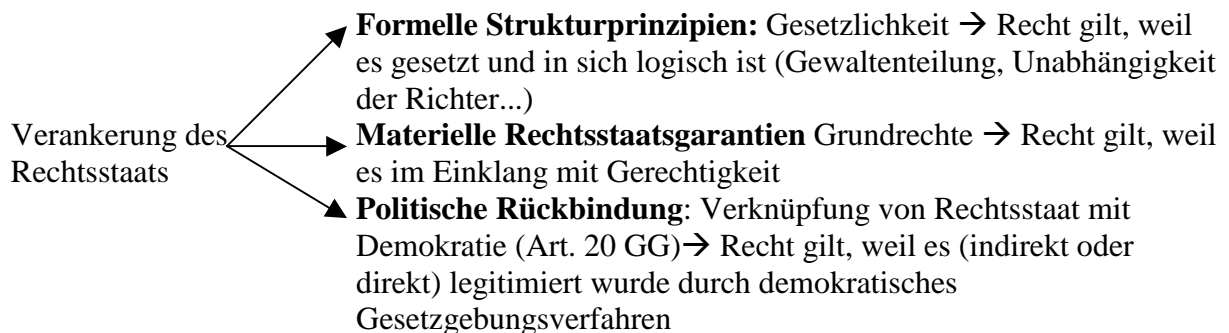 Formelle Strukturprinzipien: Gesetzlichkeit → Recht gilt, weil
es gesetzt und in sich logisch ist (Gewaltenteilung, Unabhängigkeit
der Richter...)
Verankerung des
Rechtsstaats
Materielle Rechtsstaatsgarantien Grundrechte → Recht gilt, weil
es im Einklang mit Gerechtigkeit
Politische Rückbindung: Verknüpfung von Rechtsstaat mit
Demokratie (Art. 20 GG)→ Recht gilt, weil es (indirekt oder
direkt) legitimiert wurde durch demokratisches
Gesetzgebungsverfahren